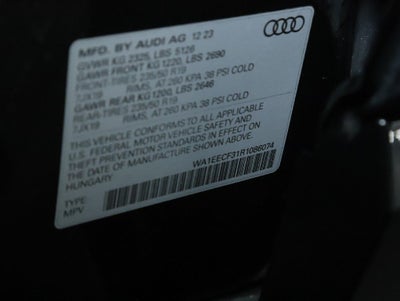 MFD. BY AUDI AG 12 23
GVWR KG 2325, LBS 5126
GAWR FRONT KG 1220, LBS 2690
FRONT-TIRES 235/50 R19
7JX19 RIMS, AT 260 KPA 38 PSI COLD
GAWR REAR KG1200, LBS 2646
REAR-TIRES 235/50 R19
7JX19 RIMS, AT 260 KPA 38 PSI COLD
THIS VEHICLE CONFORMS TO ALL APPLICABLE
U.S. FEDERAL MOTOR VEHICLE SAFETY AND
THEFT PREVENTION STANDARDS IN EFFECT
ON THE DATE OF MANUFACTURE SHOWN ABOVE
HUNGARY
WA1EECF31R1086074
TYPE:
MPV